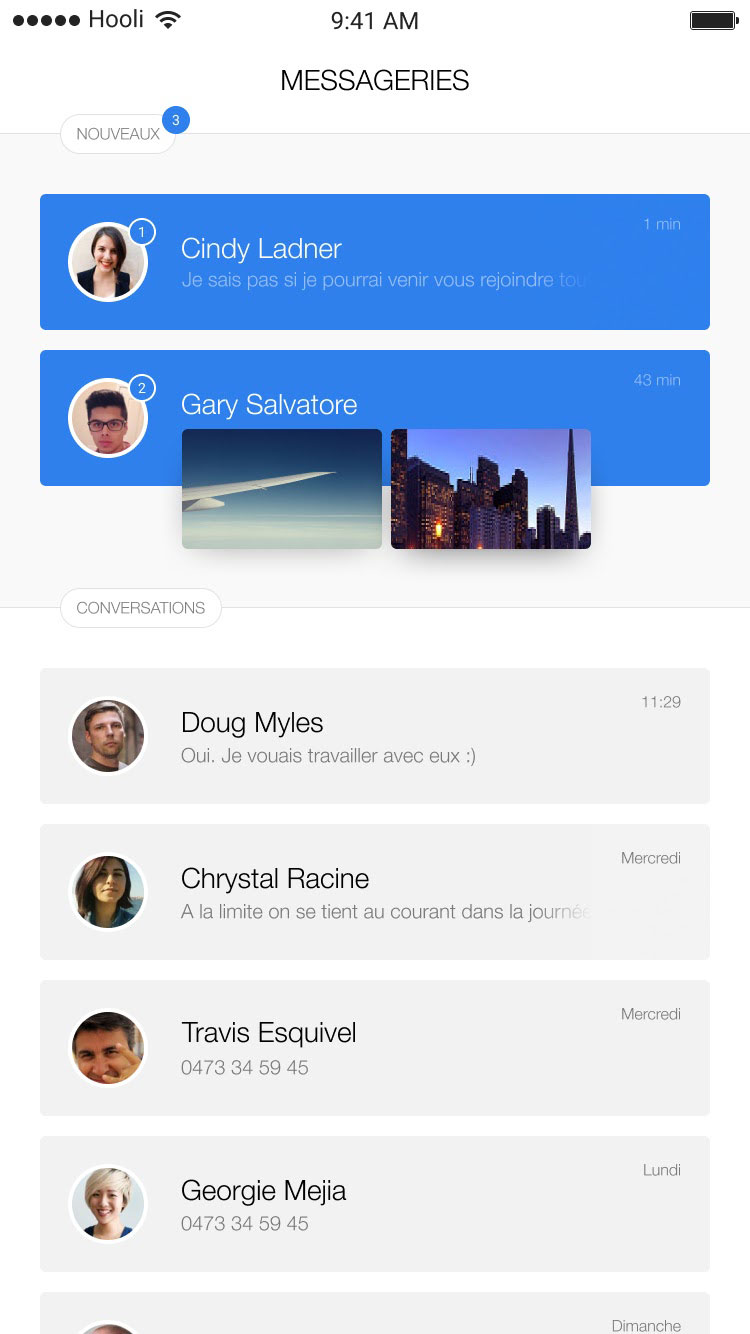 Hooli
9:41 AM
MESSAGERIES
NOUVEAUX
3
1
1 min
Cindy Ladner
Je sais pas si je pourrai venir vous rejoindre tou
2
43 min
Gary Salvatore
CONVERSATIONS
11:29
Doug Myles
Oui. Je vouais travailler avec eux :)
Mercredi
Chrystal Racine
A la limite on se tient au courant dans la journée
Mercredi
Travis Esquivel
0473 34 59 45
Lundi
Georgie Mejia
0473 34 59 45
Dimanche